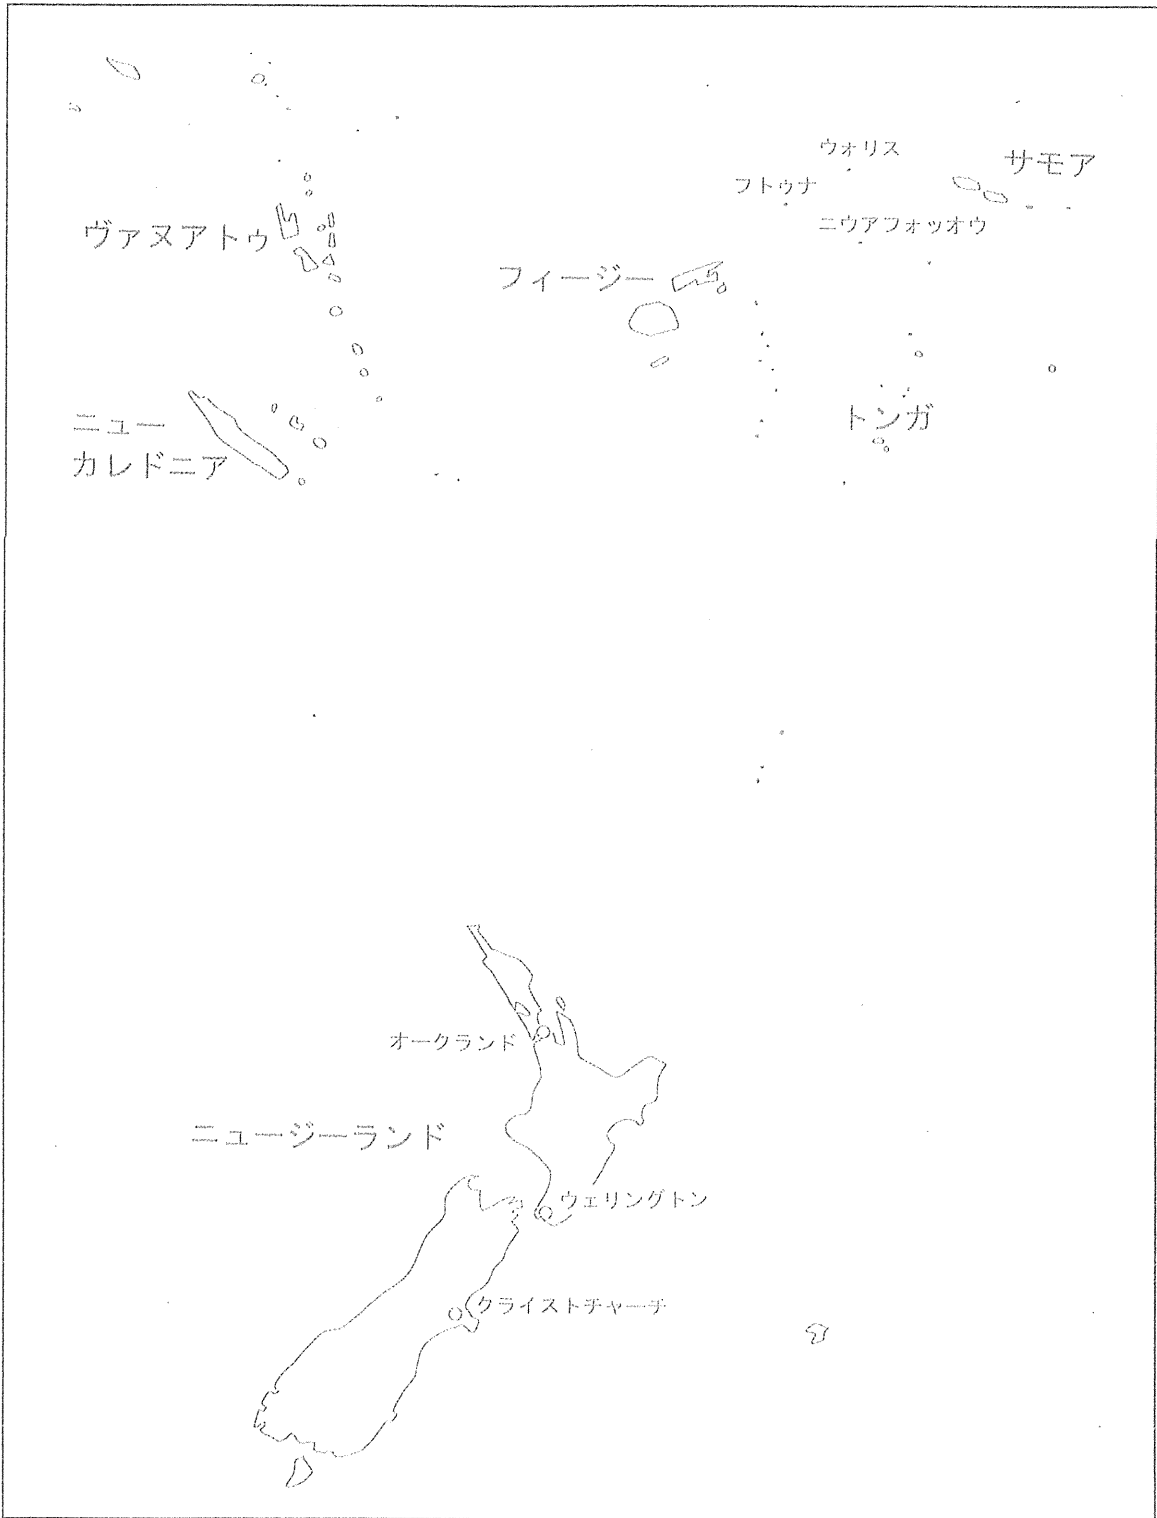 ウォリス
サモア
フトゥナ
ニウアフォッオウ
ヴァヌアトゥ
フィージー
ニュー
カレドニア
トンガ
オークランド
ニュージーランド
ウェリングトン
クライストチャーチ